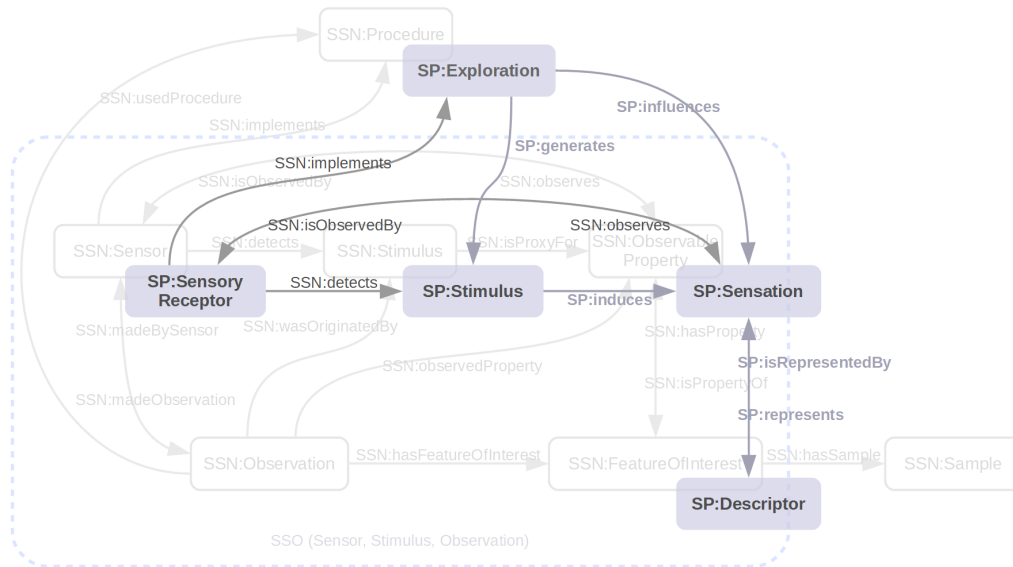 SSN:Procedure
SP:Exploration
SSN:usedProcedure
SP:influences
SSN:implements
SP:generates
SSN:implements
SSN:isObservedBy
SSN:observes
SSN:isObservedBy
SSN:observes
SSN:Sensor
SSN:detects
SSN:Stimulus
SSN:isProxyFor
SSN:Observable
Property
SP:Sensory
Receptor
SSN:detects
SP:Stimulus
SP:induces
SP:Sensation
SSN:madeBySensor
SSN:wasOriginatedBy
SSN:hasProperty
SSN:observedProperty
SP:isRepresentedBy
SSN:isPropertyOf
SSN:madeObservation
SP:represents
SSN:Observation
SSN:hasFeatureOfInterest
SSN:FeatureOfInterest
SSN:hasSample
SSN:Sample
SP:Descriptor
SSO (Sensor, Stimulus, Observation)